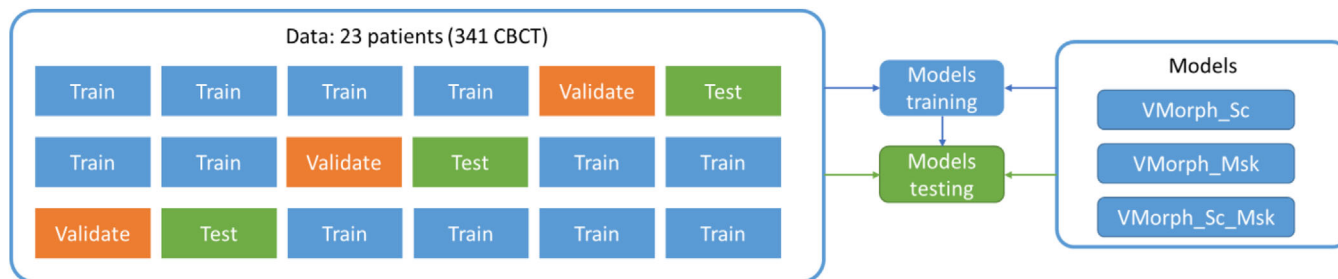 Data: 23 patients (341 CBCT)
Train Train Train Train Validate Test
Train Train Validate Test Train Train
Validate Test Train Train Train Train
Models
training
Models
testing
Models
VMorph_Sc
VMorph_Msk
VMorph_Sc_Msk